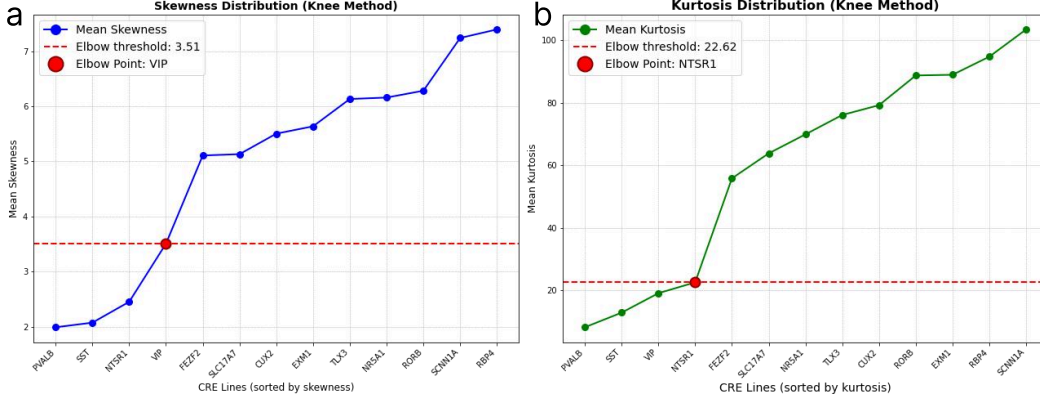 a
Skewness Distribution (Knee Method)
Mean Skewness
Elbow threshold: 3.51
Elbow Point: VIP
Mean Skewness
7
6
5
4
3
2
PVALB
SST
NTSR1
VIP
FEZF2
SLC17A7
CUX2
EXM1
TLX3
NR5A1
RORB
SCNN1A
RBP4
CRE Lines (sorted by skewness)
b
Kurtosis Distribution (Knee Method)
Mean Kurtosis
Elbow threshold: 22.62
Elbow Point: NTSR1
Mean Kurtosis
100
80
60
40
20
PVALB
SST
VIP
NTSR1
FEZF2
SLC17A7
NR5A1
TLX3
CUX2
RORB
EXM1
RBP4
SCNN1A
CRE Lines (sorted by kurtosis)